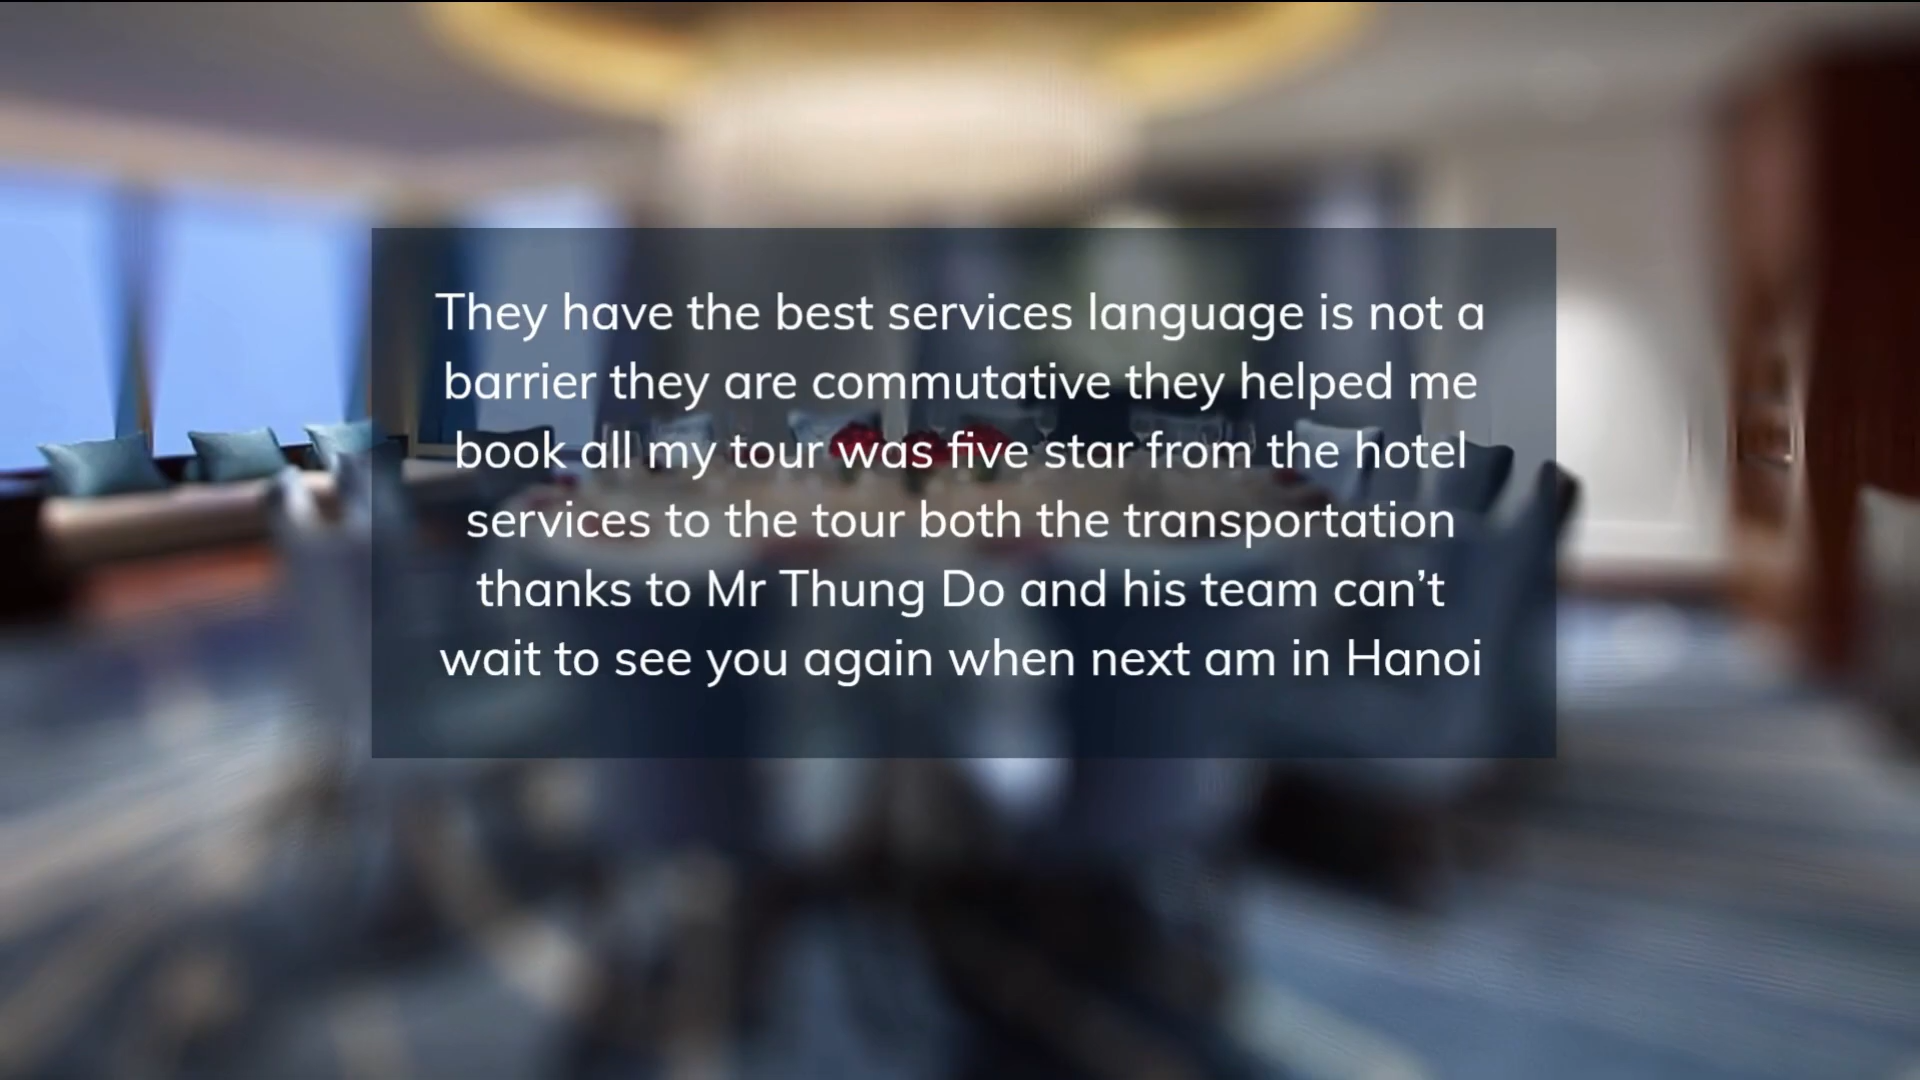 They have the best services language is not a
barrier they are commutative they helped me
book all my tour was five star from the hotel
services to the tour both the transportation
thanks to Mr Thung Do and his team can’t
wait to see you again when next am in Hanoi